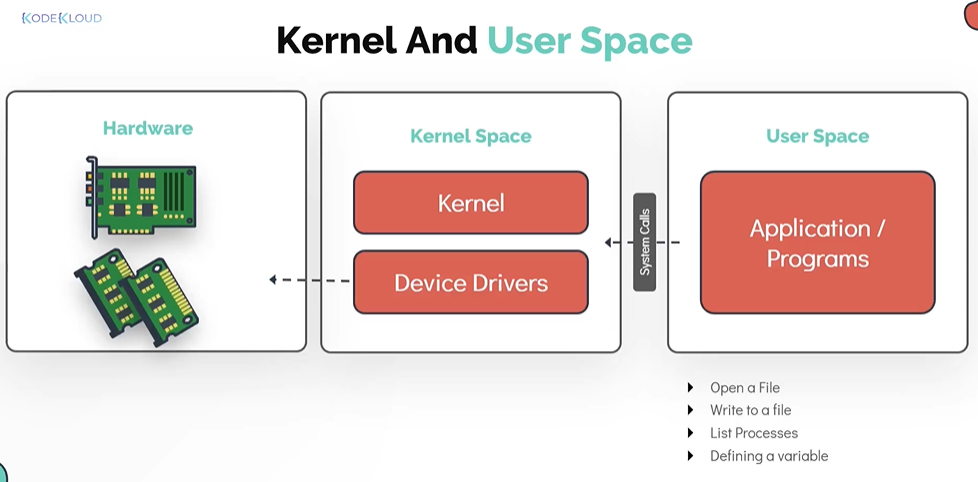 KODEKLOUD
Kernel And User Space
Hardware
Kernel Space
Kernel
Device Drivers
System Calls
User Space
Application /
Programs
Open a File
Write to a file
List Processes
Defining a variable